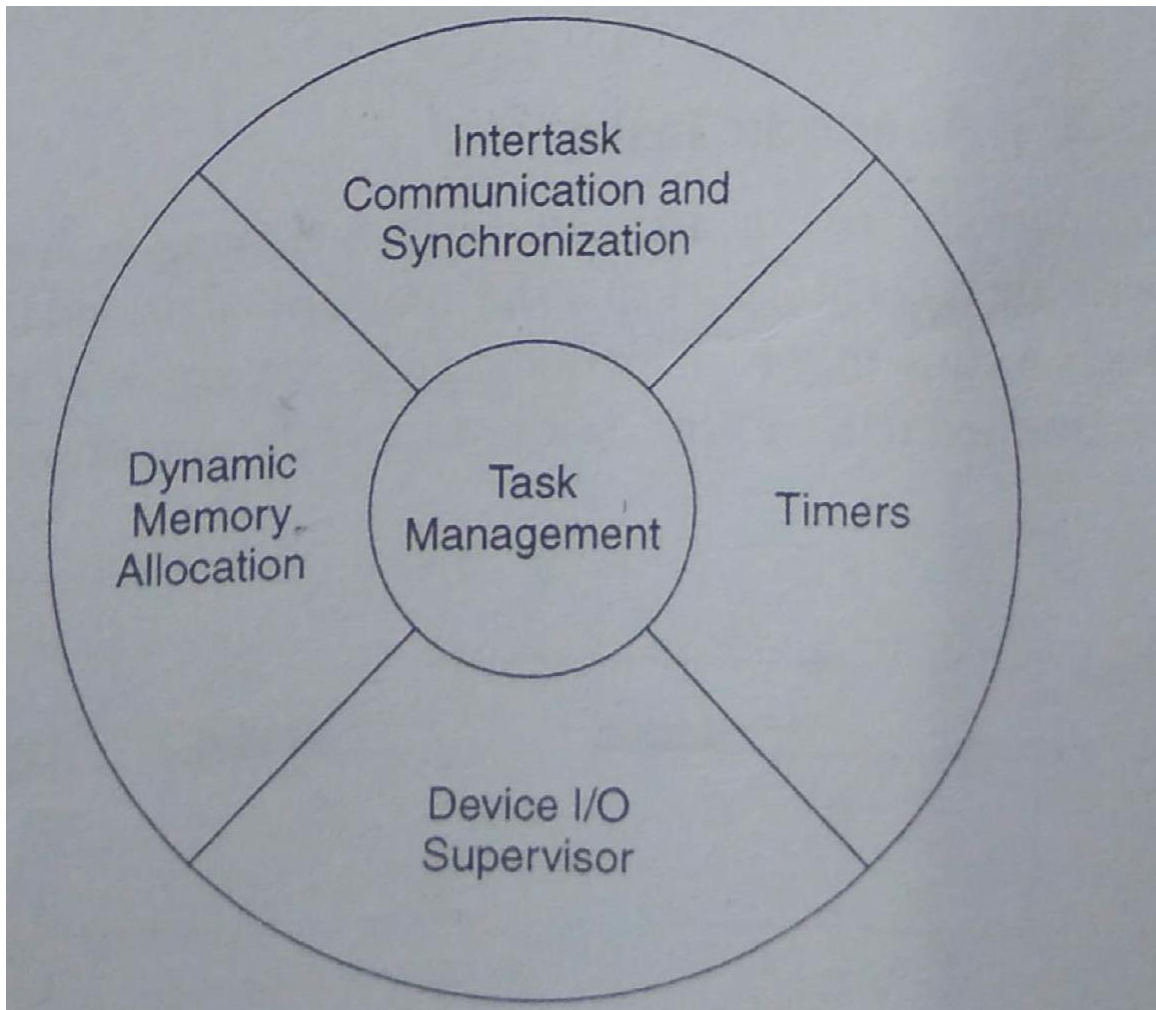 Intertask
Communication and
Synchronization
Dynamic
Memory
Allocation
Task
Management
Timers
Device I/O
Supervisor